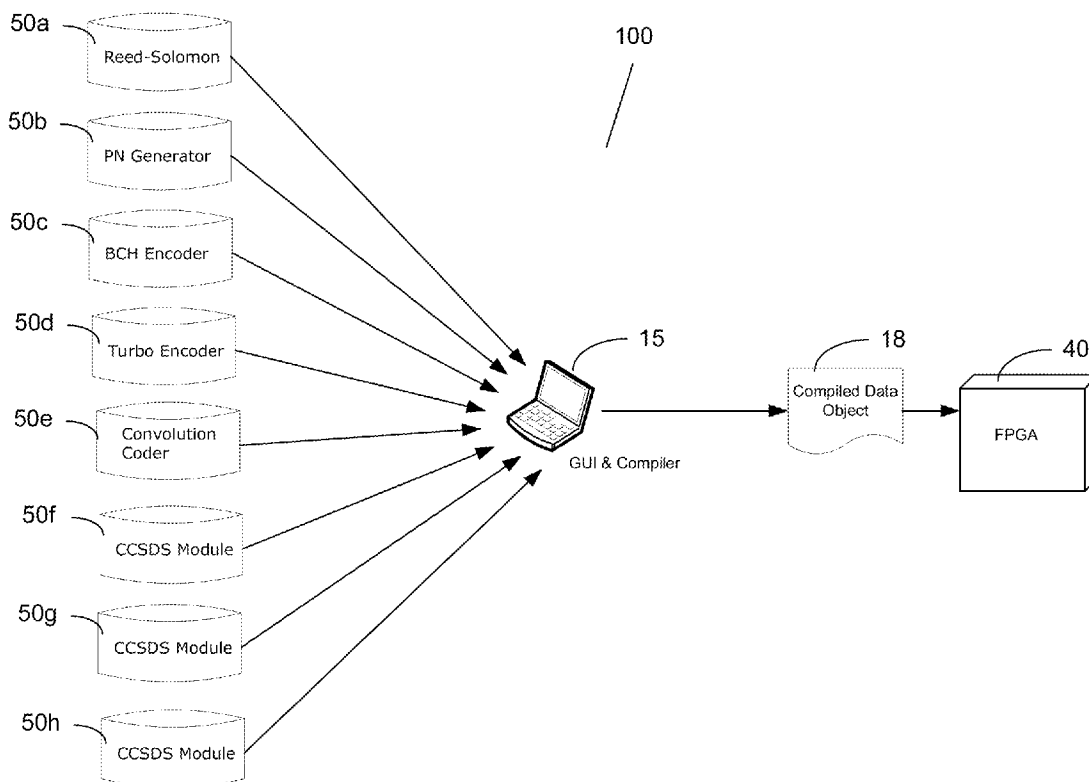 50a
Reed-Solomon
100
50b
PN Generator
50c
BCH Encoder
50d
Turbo Encoder
15
18
40
Compiled Data
Object
FPGA
GUI & Compiler
50e
Convolution
Coder
50f
CCSDS Module
50g
CCSDS Module
50h
CCSDS Module